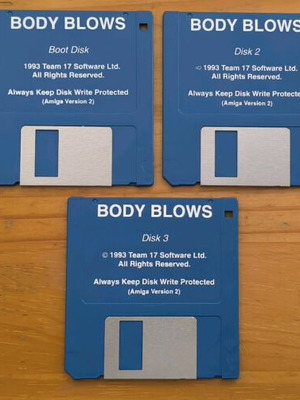 BODY BLOWS
Boot Disk
1993 Team 17 Software Ltd.
All Rights Reserved.
Always Keep Disk Write Protected
(Amiga Version 2)
BODY BLOWS
Disk 2
© 1993 Team 17 Software Ltd.
All Rights Reserved.
Always Keep Disk Write Protected
(Amiga Version 2)
BODY BLOWS
Disk 3
© 1993 Team 17 Software Ltd.
All Rights Reserved.
Always Keep Disk Write Protected
(Amiga Version 2)